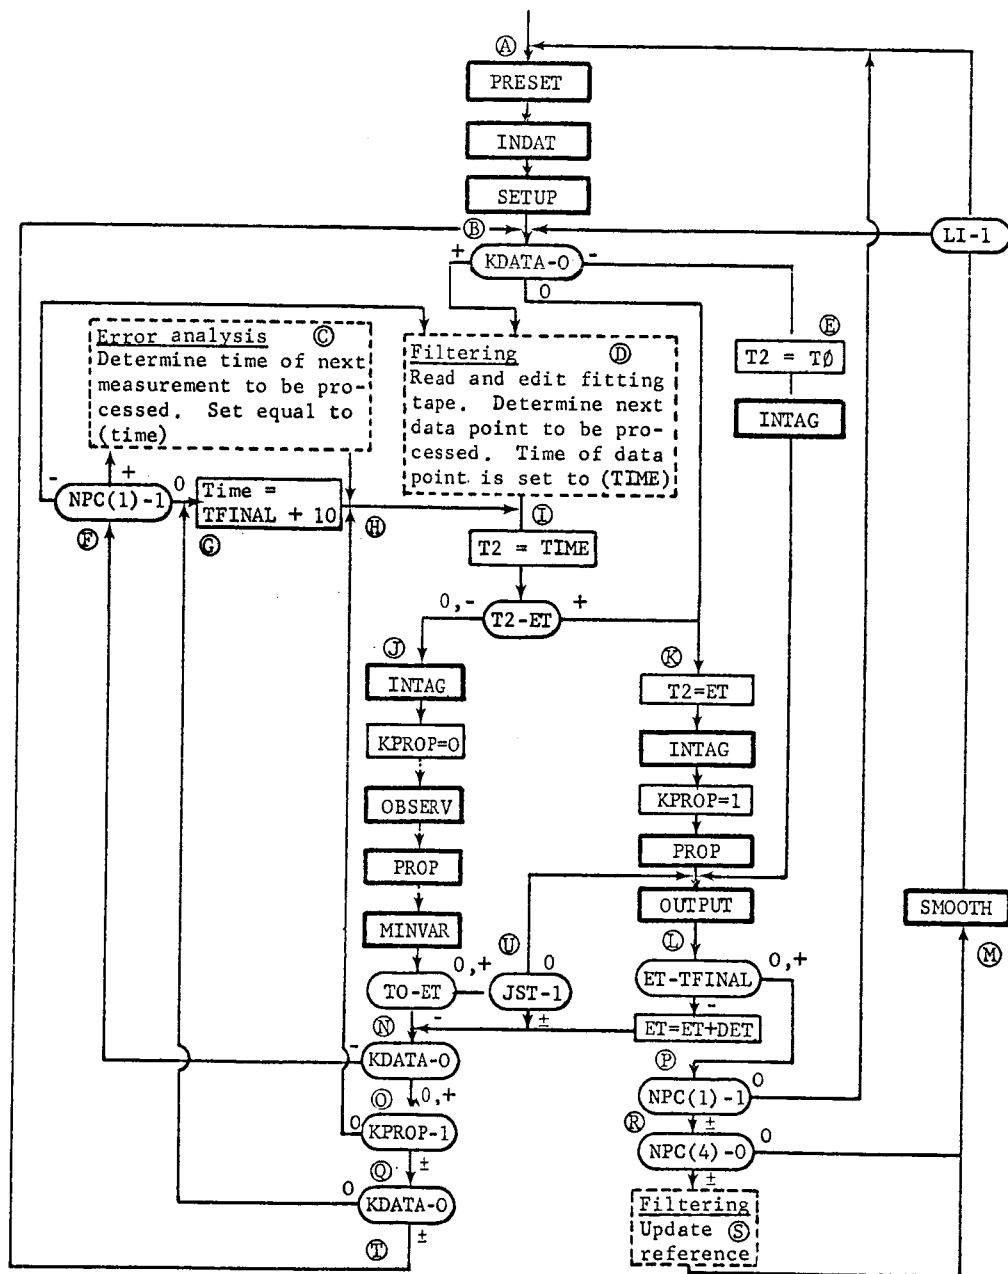 Ⓐ
PRESET
INDAT
SETUP
Ⓑ
LI-1
+
KDATA-0
-
0
Error analysis Ⓒ
Determine time of next
measurement to be pro-
cessed. Set equal to
(time)
Filtering Ⓓ
Read and edit fitting
tape. Determine next
data point to be pro-
cessed. Time of data
point is set to (TIME)
Ⓔ
T2 = TØ
INTAG
-
+
NPC(1)-1
0
Ⓕ
Time =
TFINAL + 10
Ⓖ
Ⓗ
Ⓘ
T2 = TIME
0,-
T2-ET
+
Ⓙ
INTAG
KPROP=0
OBSERV
PROP
MINVAR
Ⓚ
T2=ET
INTAG
KPROP=1
PROP
OUTPUT
SMOOTH
Ⓜ
Ⓛ
TO-ET
0,+
Ⓤ
0
JST-1
±
ET-TFINAL
0,+
-
ET=ET+DET
Ⓝ
-
-
KDATA-0
0,+
Ⓞ
0
KPROP-1
±
Ⓟ
NPC(1)-1
0
±
Ⓡ
NPC(4)-0
0
±
Ⓠ
0
KDATA-0
±
Ⓣ
Filtering
Update Ⓢ
reference